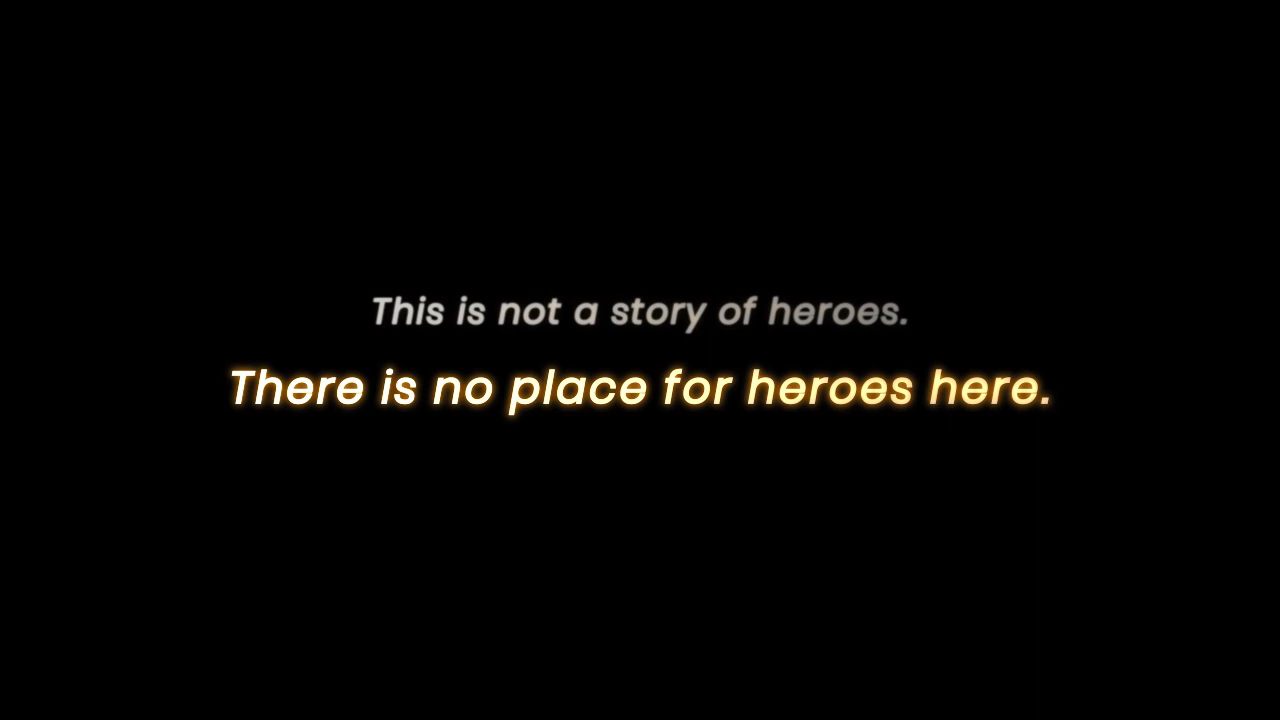 This is not a story of heroes.
There is no place for heroes here.